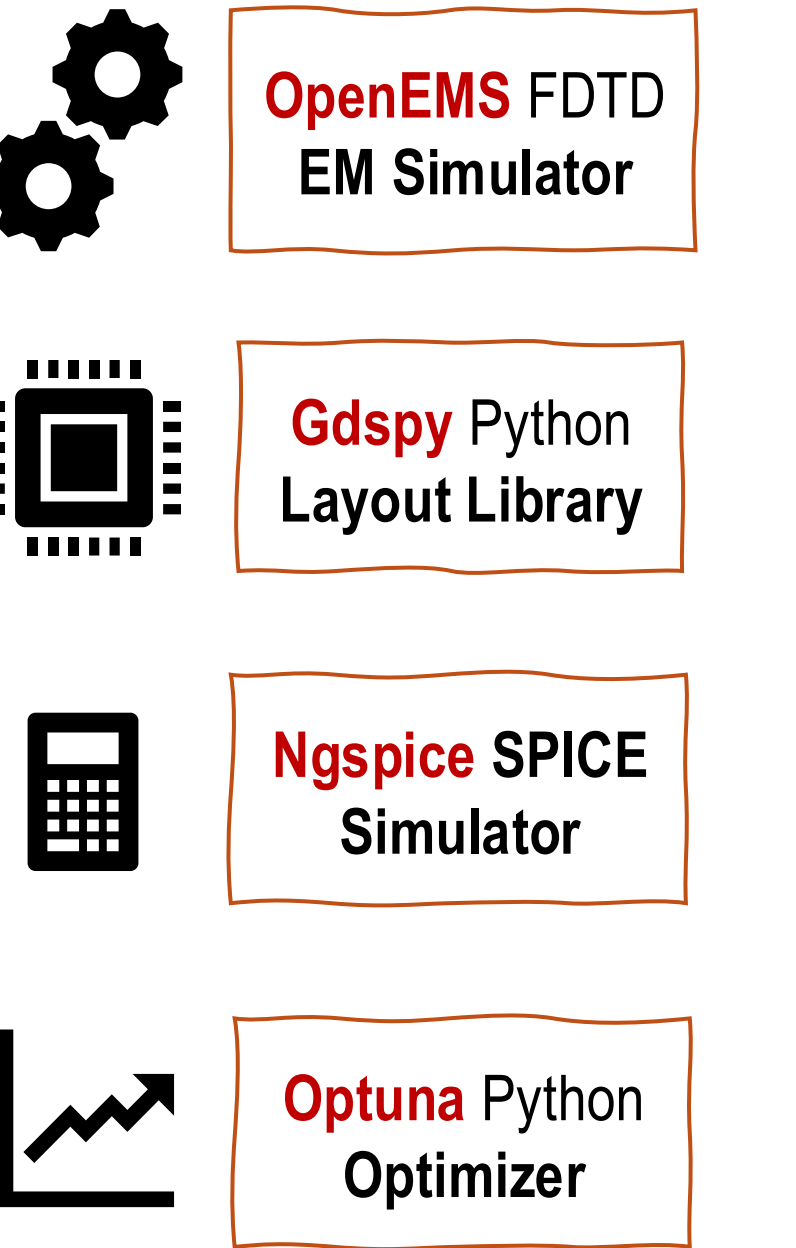 OpenEMS FDTD
EM Simulator
Gdspy Python
Layout Library
Ngspice SPICE
Simulator
Optuna Python
Optimizer